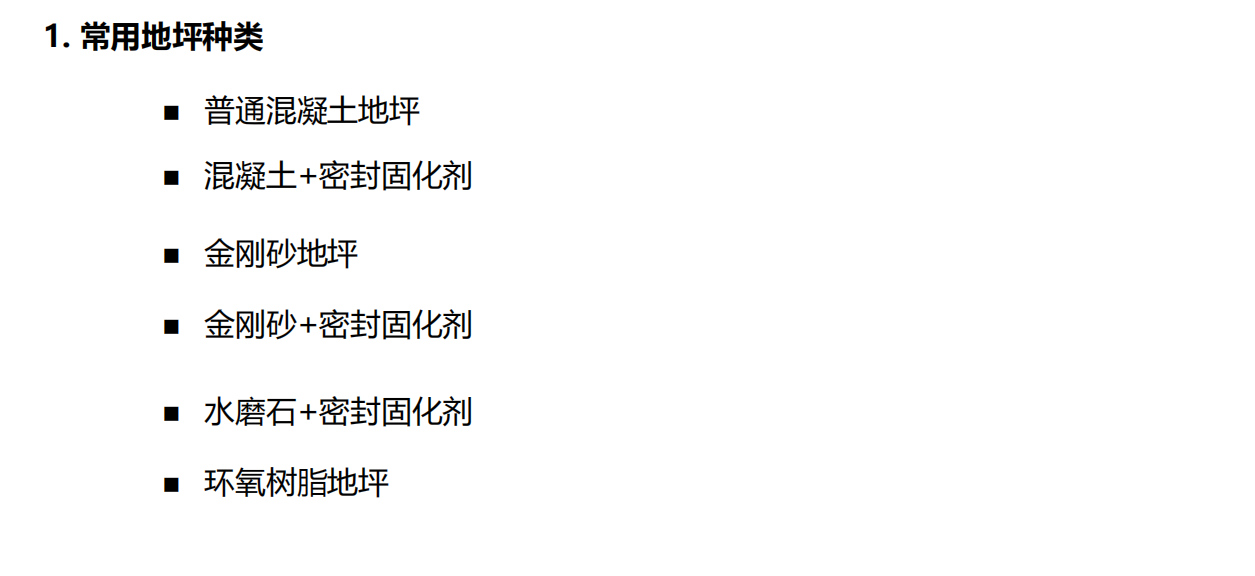 1. 常用地坪种类
■ 普通混凝土地坪
■ 混凝土+密封固化剂
■ 金刚砂地坪
■ 金刚砂+密封固化剂
■ 水磨石+密封固化剂
■ 环氧树脂地坪